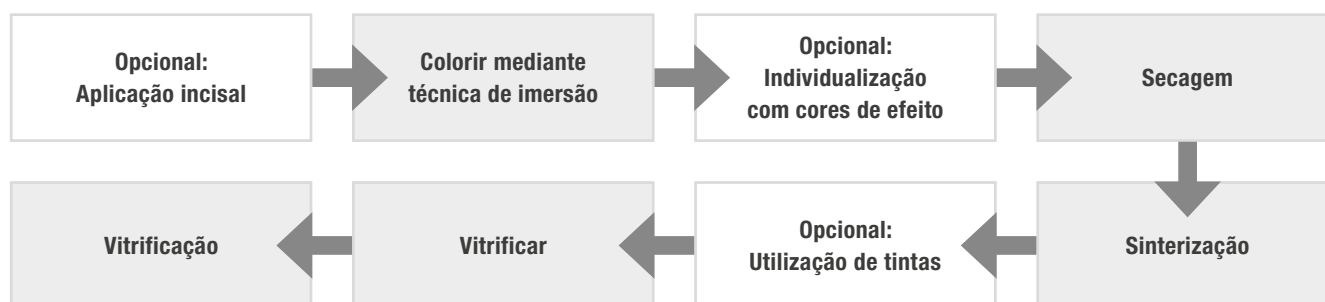 Opcional:
Aplicação incisal
Colorir mediante
técnica de imersão
Opcional:
Individualização
com cores de efeito
Secagem
Sinterização
Opcional:
Utilização de tintas
Vitrificar
Vitrificação